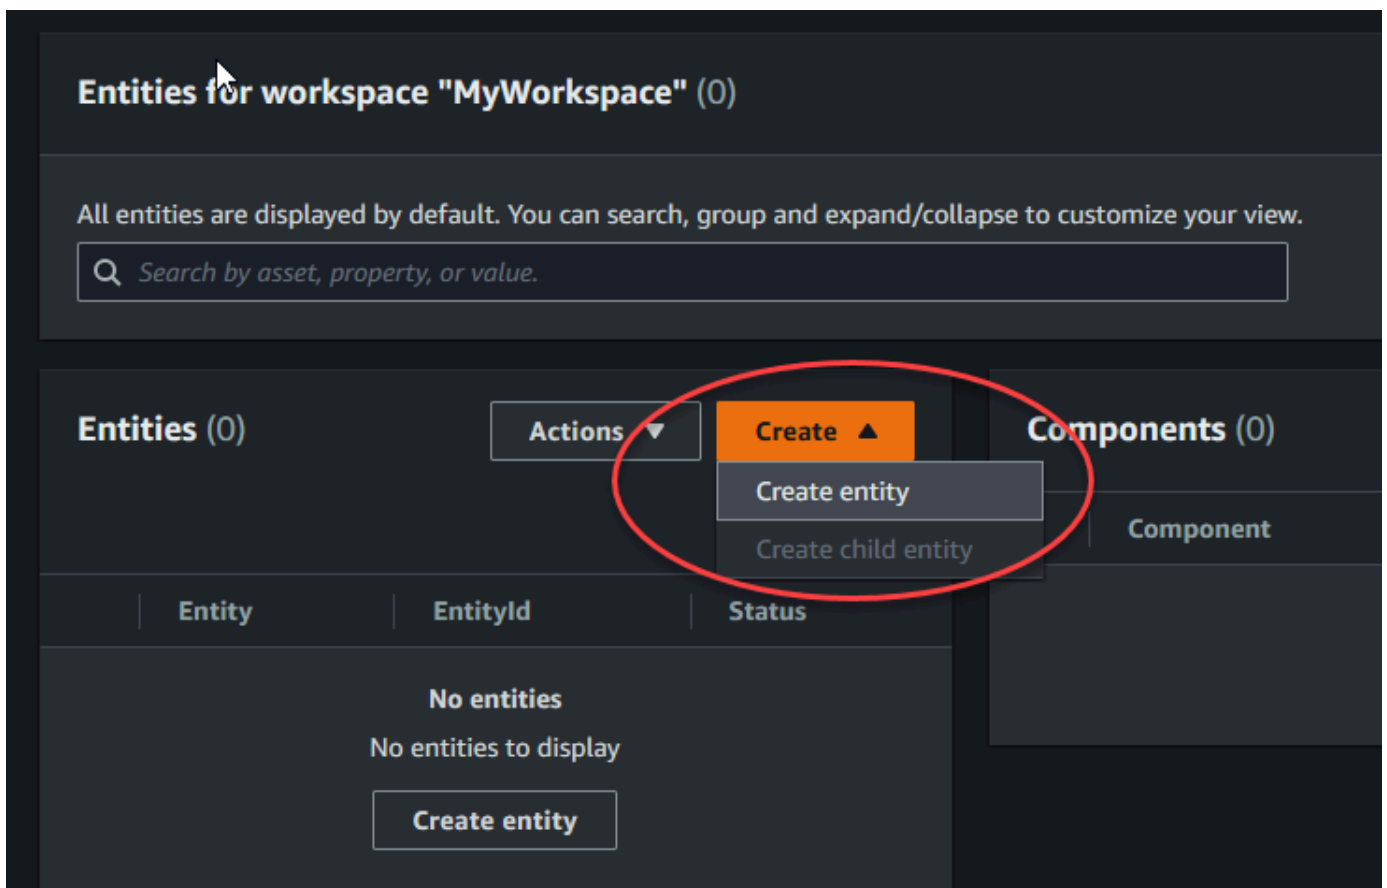 Entities for workspace "MyWorkspace" (0)
All entities are displayed by default. You can search, group and expand/collapse to customize your view.
Search by asset, property, or value.
Entities (0)
Actions
Create
Create entity
Create child entity
Entity
EntityId
Status
No entities
No entities to display
Create entity
Components (0)
Component